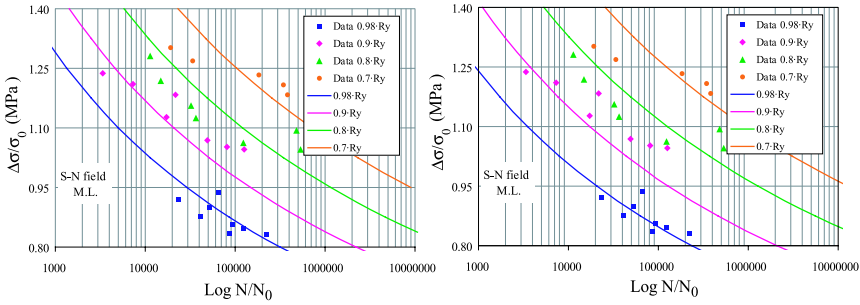 1.40
1.25
1.10
0.95
0.80
Δσ/σ0 (MPa)
Data 0.98·Ry
Data 0.9·Ry
Data 0.8·Ry
Data 0.7·Ry
0.98·Ry
0.9·Ry
0.8·Ry
0.7·Ry
S-N field
M.L.
1000 10000 100000 1000000 10000000
Log N/N0
1.40
1.25
1.10
0.95
0.80
Δσ/σ0 (MPa)
Data 0.98·Ry
Data 0.9·Ry
Data 0.8·Ry
Data 0.7·Ry
0.98·Ry
0.9·Ry
0.8·Ry
0.7·Ry
S-N field
M.L.
1000 10000 100000 1000000 10000000
Log N/N0